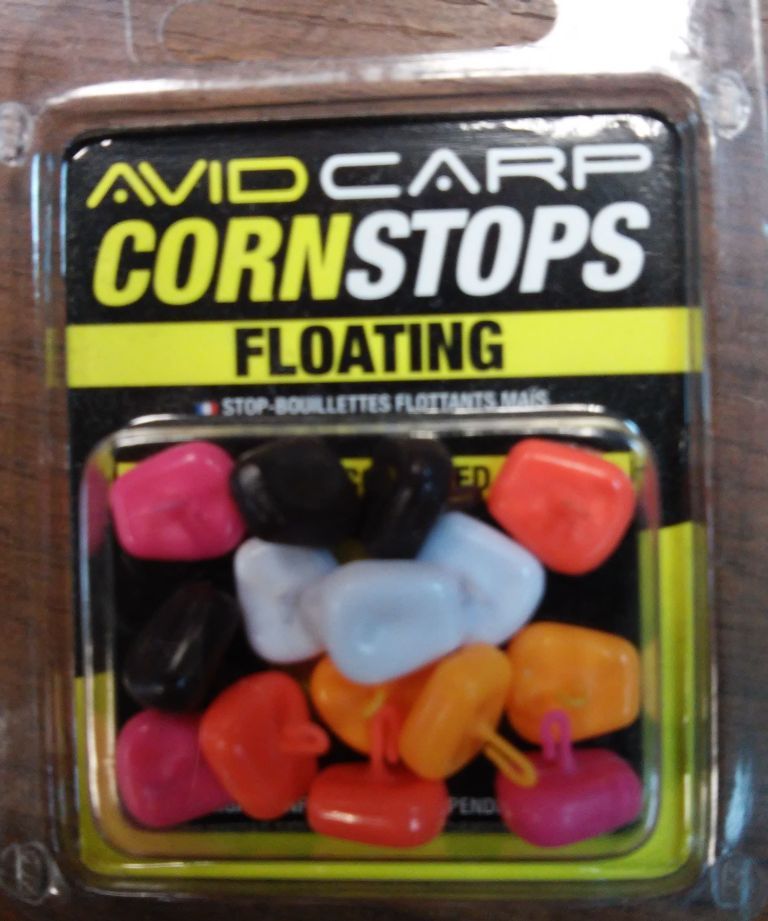 AVID CARP
CORNSTOPS
FLOATING
STOP-BOUILLETTES FLOTTANTS MAÏS